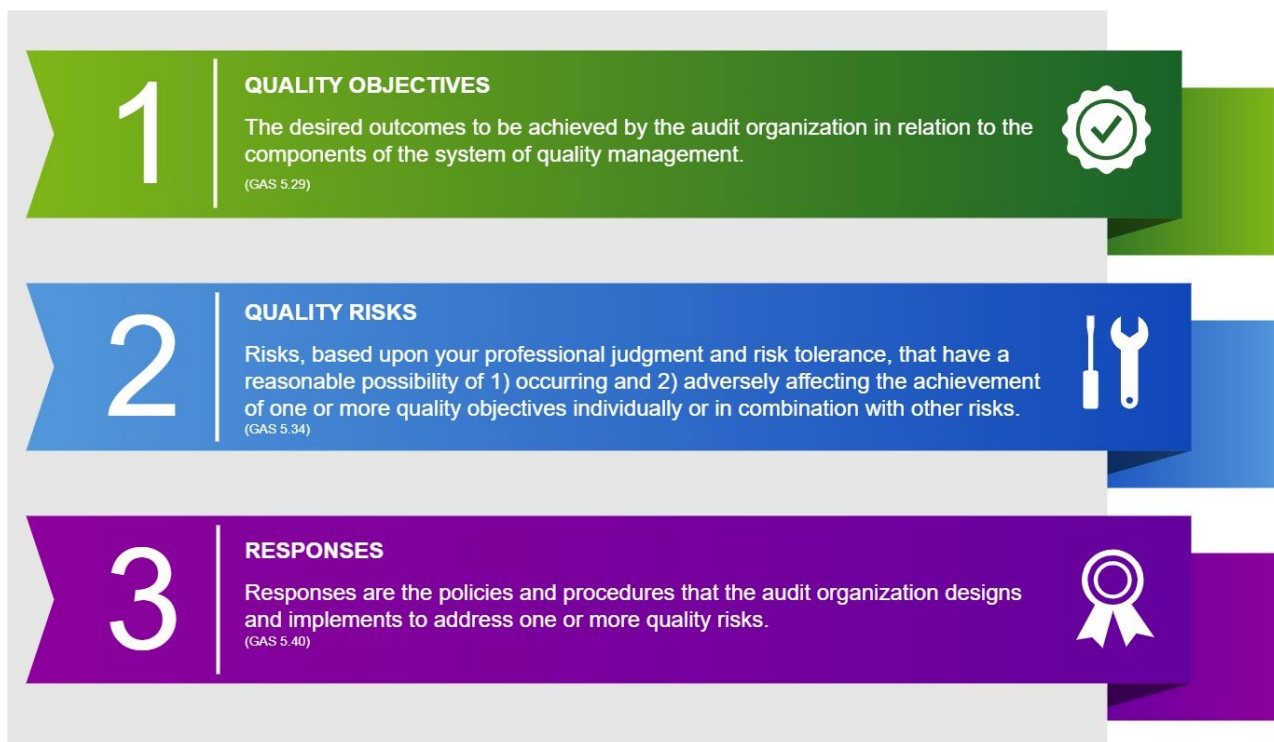 1
QUALITY OBJECTIVES
The desired outcomes to be achieved by the audit organization in relation to the
components of the system of quality management.
(GAS 5.29)
2
QUALITY RISKS
Risks, based upon your professional judgment and risk tolerance, that have a
reasonable possibility of 1) occurring and 2) adversely affecting the achievement
of one or more quality objectives individually or in combination with other risks.
(GAS 5.34)
3
RESPONSES
Responses are the policies and procedures that the audit organization designs
and implements to address one or more quality risks.
(GAS 5.40)